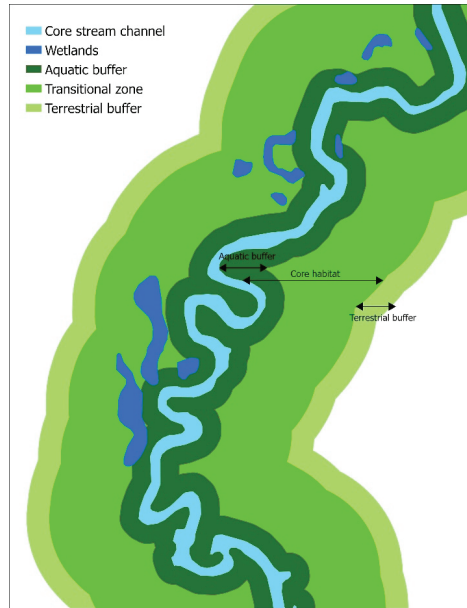 Core stream channel
Wetlands
Aquatic buffer
Transitional zone
Terrestrial buffer
Aquatic buffer
Core habitat
Terrestrial buffer